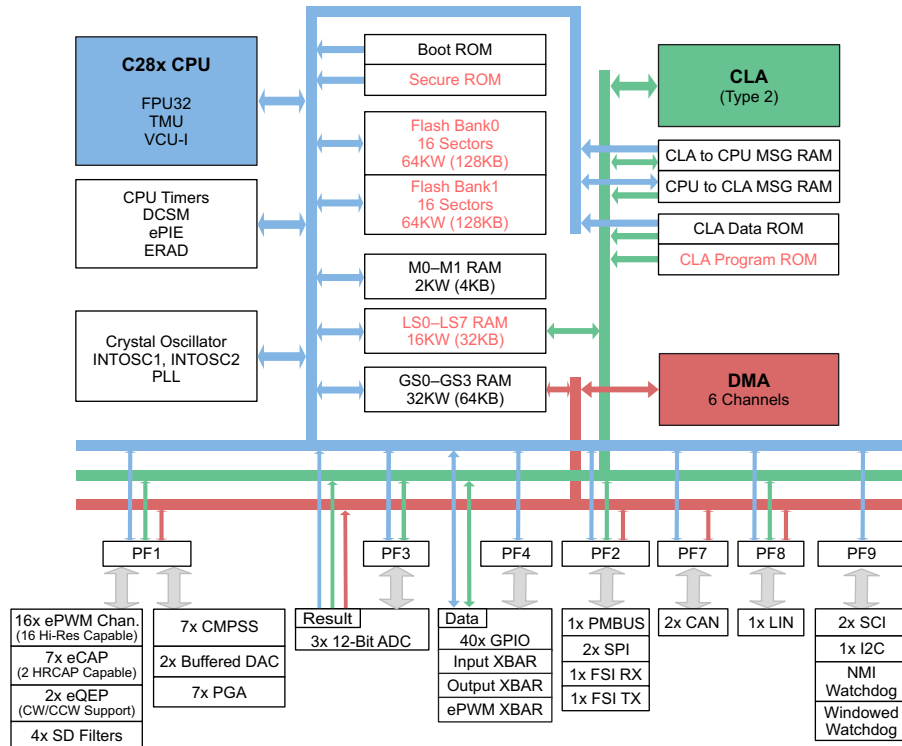 C28x CPU
FPU32
TMU
VCU-I
CPU Timers
DCSM
ePIE
ERAD
Crystal Oscillator
INTOSC1, INTOSC2
PLL
Boot ROM
Secure ROM
Flash Bank0
16 Sectors
64KW (128KB)
Flash Bank1
16 Sectors
64KW (128KB)
M0–M1 RAM
2KW (4KB)
LS0–LS7 RAM
16KW (32KB)
GS0–GS3 RAM
32KW (64KB)
CLA
(Type 2)
CLA to CPU MSG RAM
CPU to CLA MSG RAM
CLA Data ROM
CLA Program ROM
DMA
6 Channels
PF1
PF3
PF4
PF2
PF7
PF8
PF9
16x ePWM Chan.
(16 Hi-Res Capable)
7x eCAP
(2 HRCAP Capable)
2x eQEP
(CW/CCW Support)
4x SD Filters
7x CMPSS
2x Buffered DAC
7x PGA
Result
3x 12-Bit ADC
Data
40x GPIO
Input XBAR
Output XBAR
ePWM XBAR
1x PMBUS
2x SPI
1x FSI RX
1x FSI TX
2x CAN
1x LIN
2x SCI
1x I2C
NMI
Watchdog
Windowed
Watchdog